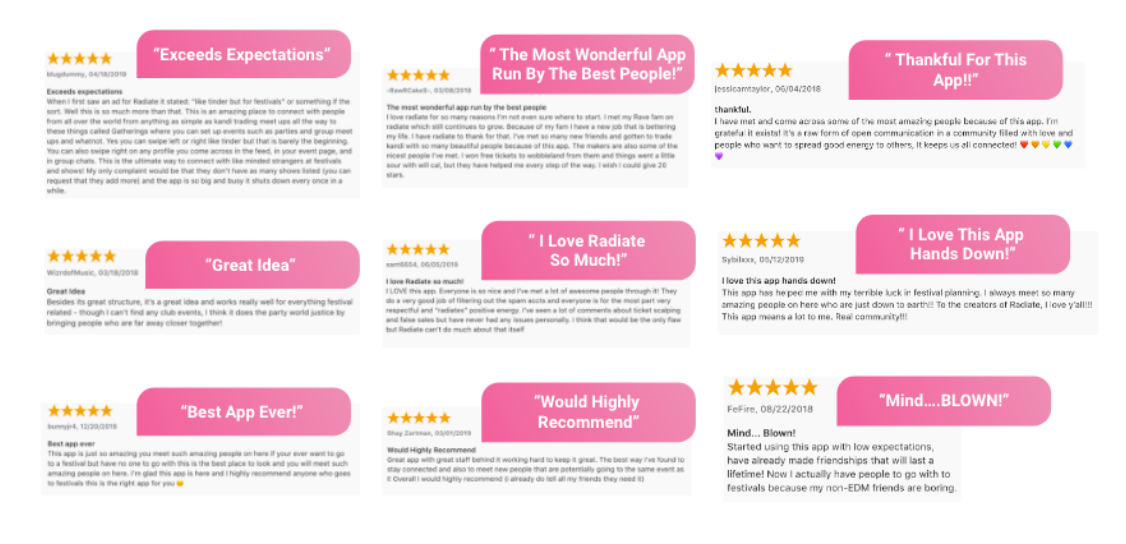 “Exceeds Expectations”
blugdummy, 04/18/2019
Exceeds expectations
When I first saw an ad for Radiate it stated: "like tinder but for festivals" or something if the
sort. Well this is so much more than that. This is an amazing place to connect with people
from all over the world from anything as simple as kandi trading meet ups all the way to
these things called Gatherings where you can set up events such as parties and group meet
ups and whatnot. Yes you can swipe left or right like tinder but that is barely the beginning.
You can also swipe right on any profile you come across in the feed, in your event page, and
in group chats. This is the ultimate way to connect with like minded strangers at festivals
and shows! My only complaint would be that they don't have as many shows listed (you can
request that they add more) and the app is so big and busy it shuts down every once in a
while.
“ The Most Wonderful App
Run By The Best People!”
-RawRCakeS-, 03/08/2019
The most wonderful app run by the best people
I love radiate for so many reasons I'm not even sure where to start. I met my Rave fam on
radiate which still continues to grow. Because of my fam I have a new job that is bettering
my life. I have radiate to thank for that. I've met so many new friends and gotten to trade
kandi with so many beautiful people because of this app. The makers are also some of the
nicest people I've met. I won free tickets to wobbleland from them and things went a little
sour with will cal, but they have helped me every step of the way. I wish I could give 20
stars.
“ Thankful For This
App!!”
jessicamtaylor, 06/04/2018
thankful.
I have met and come across some of the most amazing people because of this app. I'm
grateful it exists! It's a raw form of open communication in a community filled with love and
people who want to spread good energy to others, it keeps us all connected! ❤️🧡💛💚💙
💜
“Great Idea”
WizrdofMusic, 03/18/2018
Great Idea
Besides its great structure, it's a great idea and works really well for everything festival
related - though I can't find any club events, I think it does the party world justice by
bringing people who are far away closer together!
“ I Love Radiate
So Much!”
sam6654, 06/05/2019
I love Radiate so much!
I LOVE this app. Everyone is so nice and I've met a lot of awesome people through it! They
do a very good job of filtering out the spam accts and everyone is for the most part very
respectful and "radiates" positive energy. I've seen a lot of comments about ticket scalping
and false sales but have never had any issues personally. I think that would be the only flaw
but Radiate can't do much about that itself
“ I Love This App
Hands Down!”
Sybilxxx, 05/12/2019
I love this app hands down!
This app has helped me with my terrible luck in festival planning. I always meet so many
amazing people on here who are just down to earth!! To the creators of Radiate, I love y'all!!!
This app means a lot to me. Real community!!!
“Best App Ever!”
bunnyjr4, 12/20/2018
Best app ever
This app is just so amazing you meet such amazing people on here if your ever want to go
to a festival but have no one to go with this is the best place to look and you will meet such
amazing people on here. I'm glad this app is here and I highly recommend anyone who goes
to festivals this is the right app for you 😊
“Would Highly
Recommend”
Shay Zartman, 03/01/2019
Would Highly Recommend
Great app with great staff behind it working hard to keep it great. The best way I've found to
stay connected and also to meet new people that are potentially going to the same event as
I! Overall I would highly recommend (I already do tell all my friends they need it)
“Mind....BLOWN!”
FeFire, 08/22/2018
Mind... Blown!
Started using this app with low expectations,
have already made friendships that will last a
lifetime! Now I actually have people to go with to
festivals because my non-EDM friends are boring.